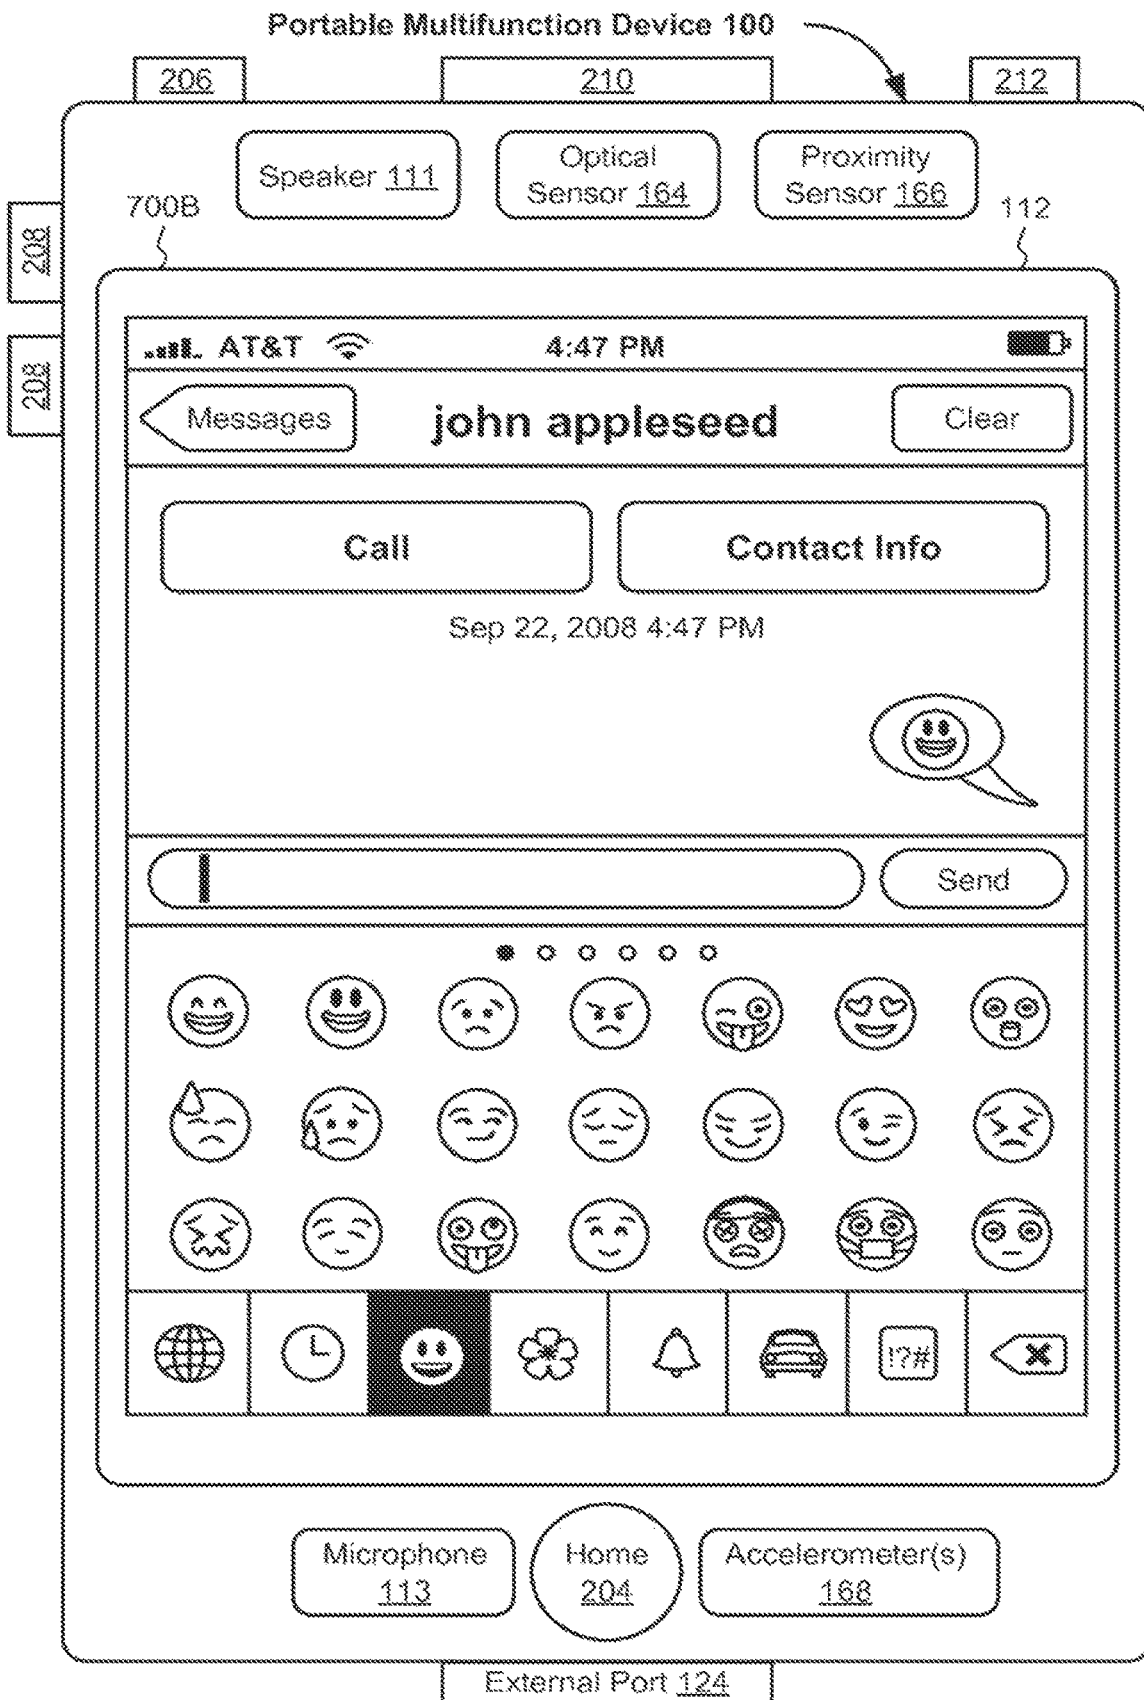 Portable Multifunction Device 100
206
210
212
Speaker 111
Optical
Sensor 164
Proximity
Sensor 166
700B
112
208
208
AT&T
4:47 PM
Messages
john appleseed
Clear
Call
Contact Info
Sep 22, 2008 4:47 PM
Send
!?#
Microphone
113
Home
204
Accelerometer(s)
168
External Port 124